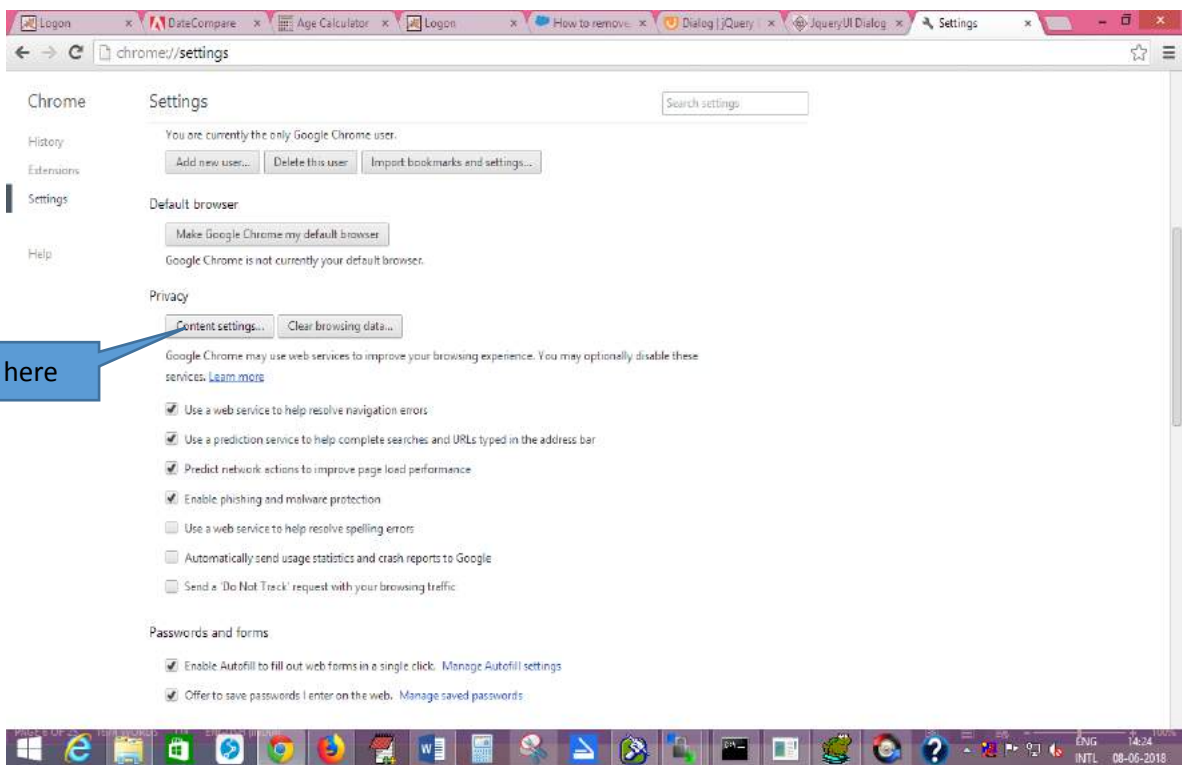 Logon
DateCompare
Age Calculator
Logon
How to remove
Dialog | jQuery
JqueryUI Dialog
Settings
chrome://settings
Chrome
Settings
Search settings
History
Extensions
Settings
Help
You are currently the only Google Chrome user.
Add new user...
Delete this user
Import bookmarks and settings...
Default browser
Make Google Chrome my default browser
Google Chrome is not currently your default browser.
Privacy
Content settings...
Clear browsing data...
here
Google Chrome may use web services to improve your browsing experience. You may optionally disable these
services. Learn more
Use a web service to help resolve navigation errors
Use a prediction service to help complete searches and URLs typed in the address bar
Predict network actions to improve page load performance
Enable phishing and malware protection
Use a web service to help resolve spelling errors
Automatically send usage statistics and crash reports to Google
Send a 'Do Not Track' request with your browsing traffic
Passwords and forms
Enable Autofill to fill out web forms in a single click. Manage Autofill settings
Offer to save passwords I enter on the web. Manage saved passwords
PAGE 6 OF 25
100%
ENG
INTL
14:24
08-06-2018